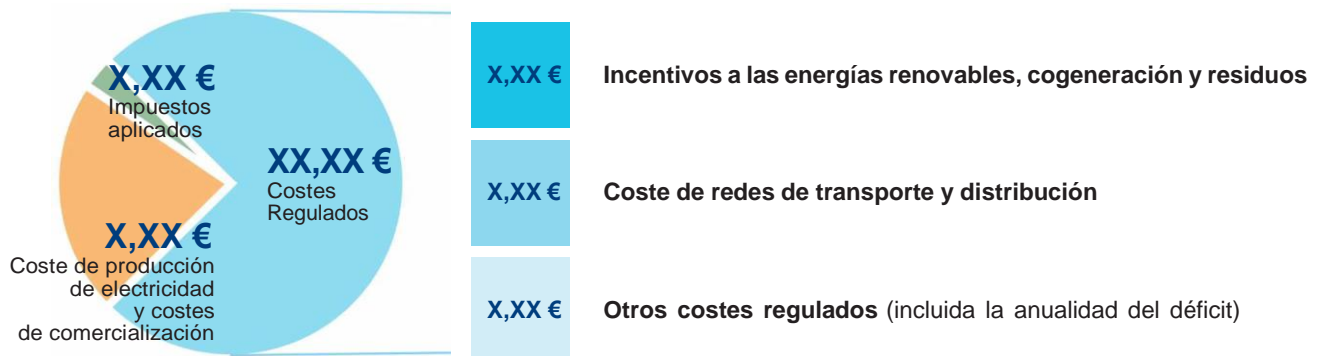 X,XX €
Impuestos
aplicados
XX,XX €
Costes
Regulados
X,XX €
Coste de producción
de electricidad
y costes
de comercialización
X,XX € Incentivos a las energías renovables, cogeneración y residuos
X,XX € Coste de redes de transporte y distribución
X,XX € Otros costes regulados (incluida la anualidad del déficit)